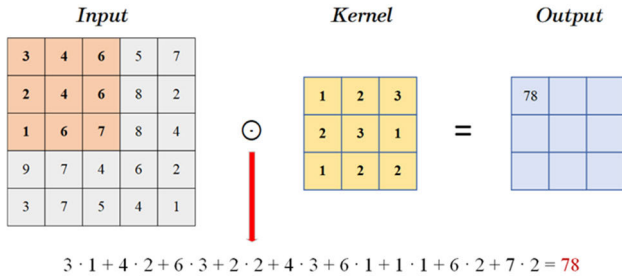 Input Kernel Output
3 4 6 5 7
2 4 6 8 2 1 2 3 78
1 6 7 8 4 ⊙ 2 3 1 =
9 7 4 6 2 1 2 2
3 7 5 4 1
3 · 1 + 4 · 2 + 6 · 3 + 2 · 2 + 4 · 3 + 6 · 1 + 1 · 1 + 6 · 2 + 7 · 2 = 78